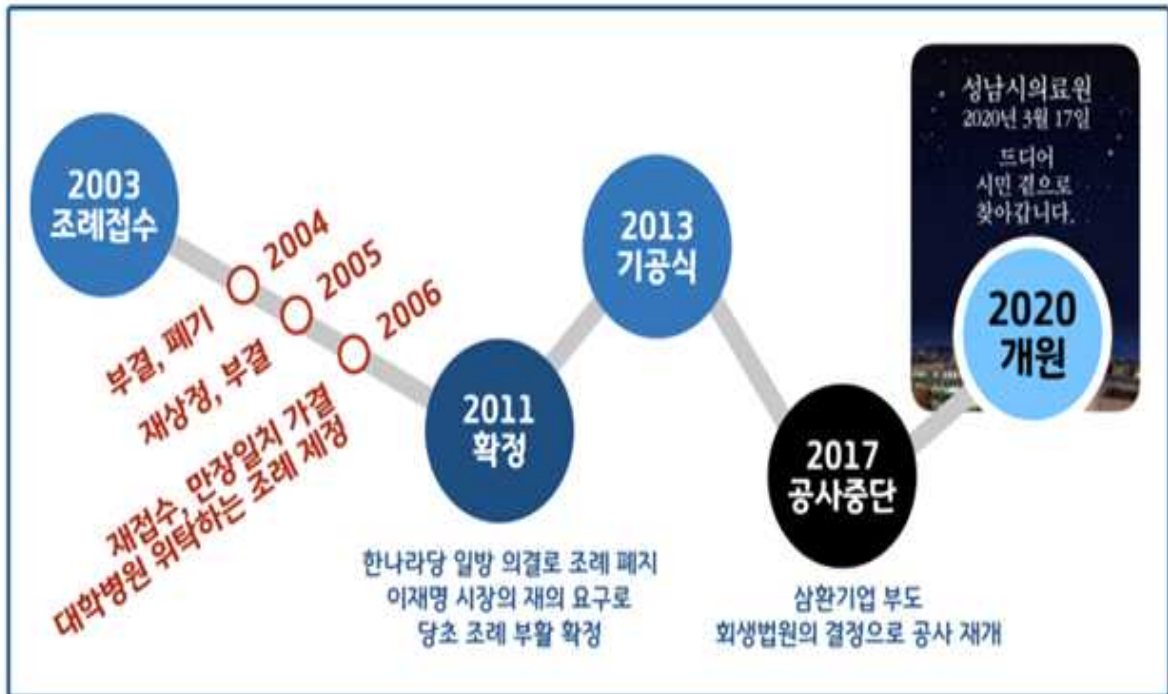 2003
조례접수
2004
부결, 폐기
2005
재상정, 부결
2006
재접수, 만장일치 가결
대학병원 위탁하는 조례 제정
2011
확정
한나라당 일방 의결로 조례 폐지
이재명 시장의 재의 요구로
당초 조례 부활 확정
2013
기공식
2017
공사중단
삼환기업 부도
회생법원의 결정으로 공사 재개
성남시의료원
2020년 3월 17일
드디어
시민 곁으로
찾아갑니다.
2020
개원